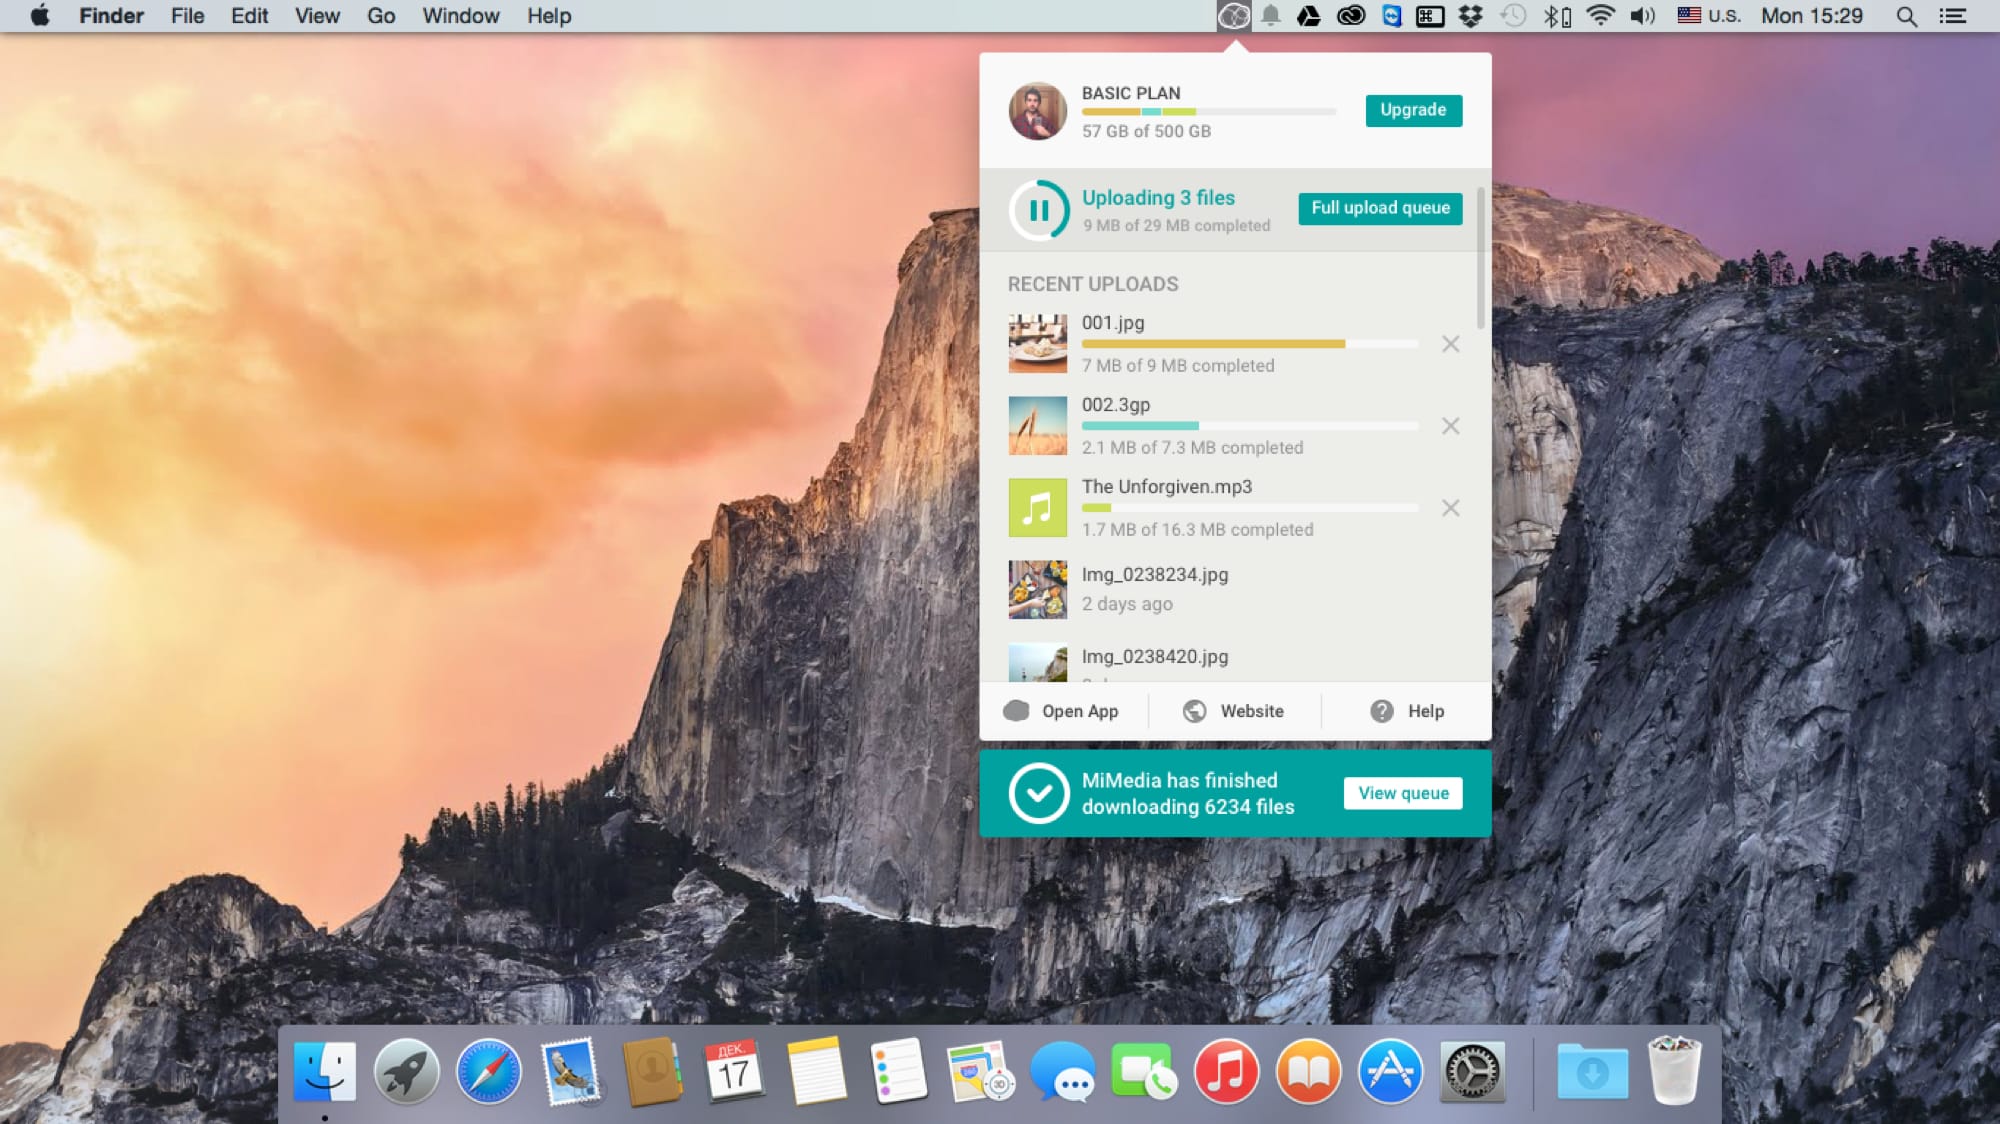 Finder File Edit View Go Window Help
U.S. Mon 15:29
BASIC PLAN
57 GB of 500 GB
Upgrade
Uploading 3 files
9 MB of 29 MB completed
Full upload queue
RECENT UPLOADS
001.jpg
7 MB of 9 MB completed
002.3gp
2.1 MB of 7.3 MB completed
The Unforgiven.mp3
1.7 MB of 16.3 MB completed
Img_0238234.jpg
2 days ago
Img_0238420.jpg
Open App
Website
Help
MiMedia has finished
downloading 6234 files
View queue
ДЕК.
17
3D